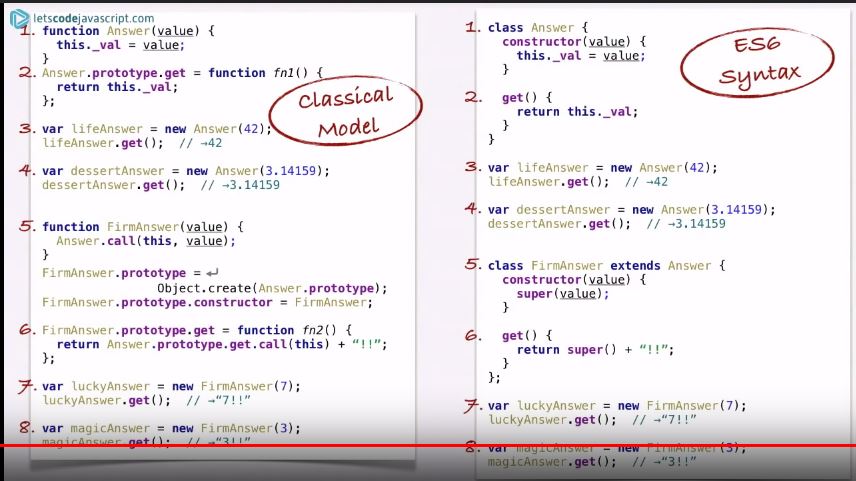 letscodejavascript.com
1. function Answer(value) {
this._val = value;
}
2. Answer.prototype.get = function fn1() {
return this._val;
};
Classical
Model
3. var lifeAnswer = new Answer(42);
lifeAnswer.get();  // →42
4. var dessertAnswer = new Answer(3.14159);
dessertAnswer.get();  // →3.14159
5. function FirmAnswer(value) {
Answer.call(this, value);
}
FirmAnswer.prototype = ↵
Object.create(Answer.prototype);
FirmAnswer.prototype.constructor = FirmAnswer;
6. FirmAnswer.prototype.get = function fn2() {
return Answer.prototype.get.call(this) + “!!”;
};
7. var luckyAnswer = new FirmAnswer(7);
luckyAnswer.get();  // →“7!!”
8. var magicAnswer = new FirmAnswer(3);
magicAnswer.get();  // →“3!!”
1. class Answer {
constructor(value) {
this._val = value;
}
ES6
Syntax
2. get() {
return this._val;
}
}
3. var lifeAnswer = new Answer(42);
lifeAnswer.get();  // →42
4. var dessertAnswer = new Answer(3.14159);
dessertAnswer.get();  // →3.14159
5. class FirmAnswer extends Answer {
constructor(value) {
super(value);
}
6. get() {
return super() + “!!”;
}
};
7. var luckyAnswer = new FirmAnswer(7);
luckyAnswer.get();  // →“7!!”
8. var magicAnswer = new FirmAnswer(3);
magicAnswer.get();  // →“3!!”